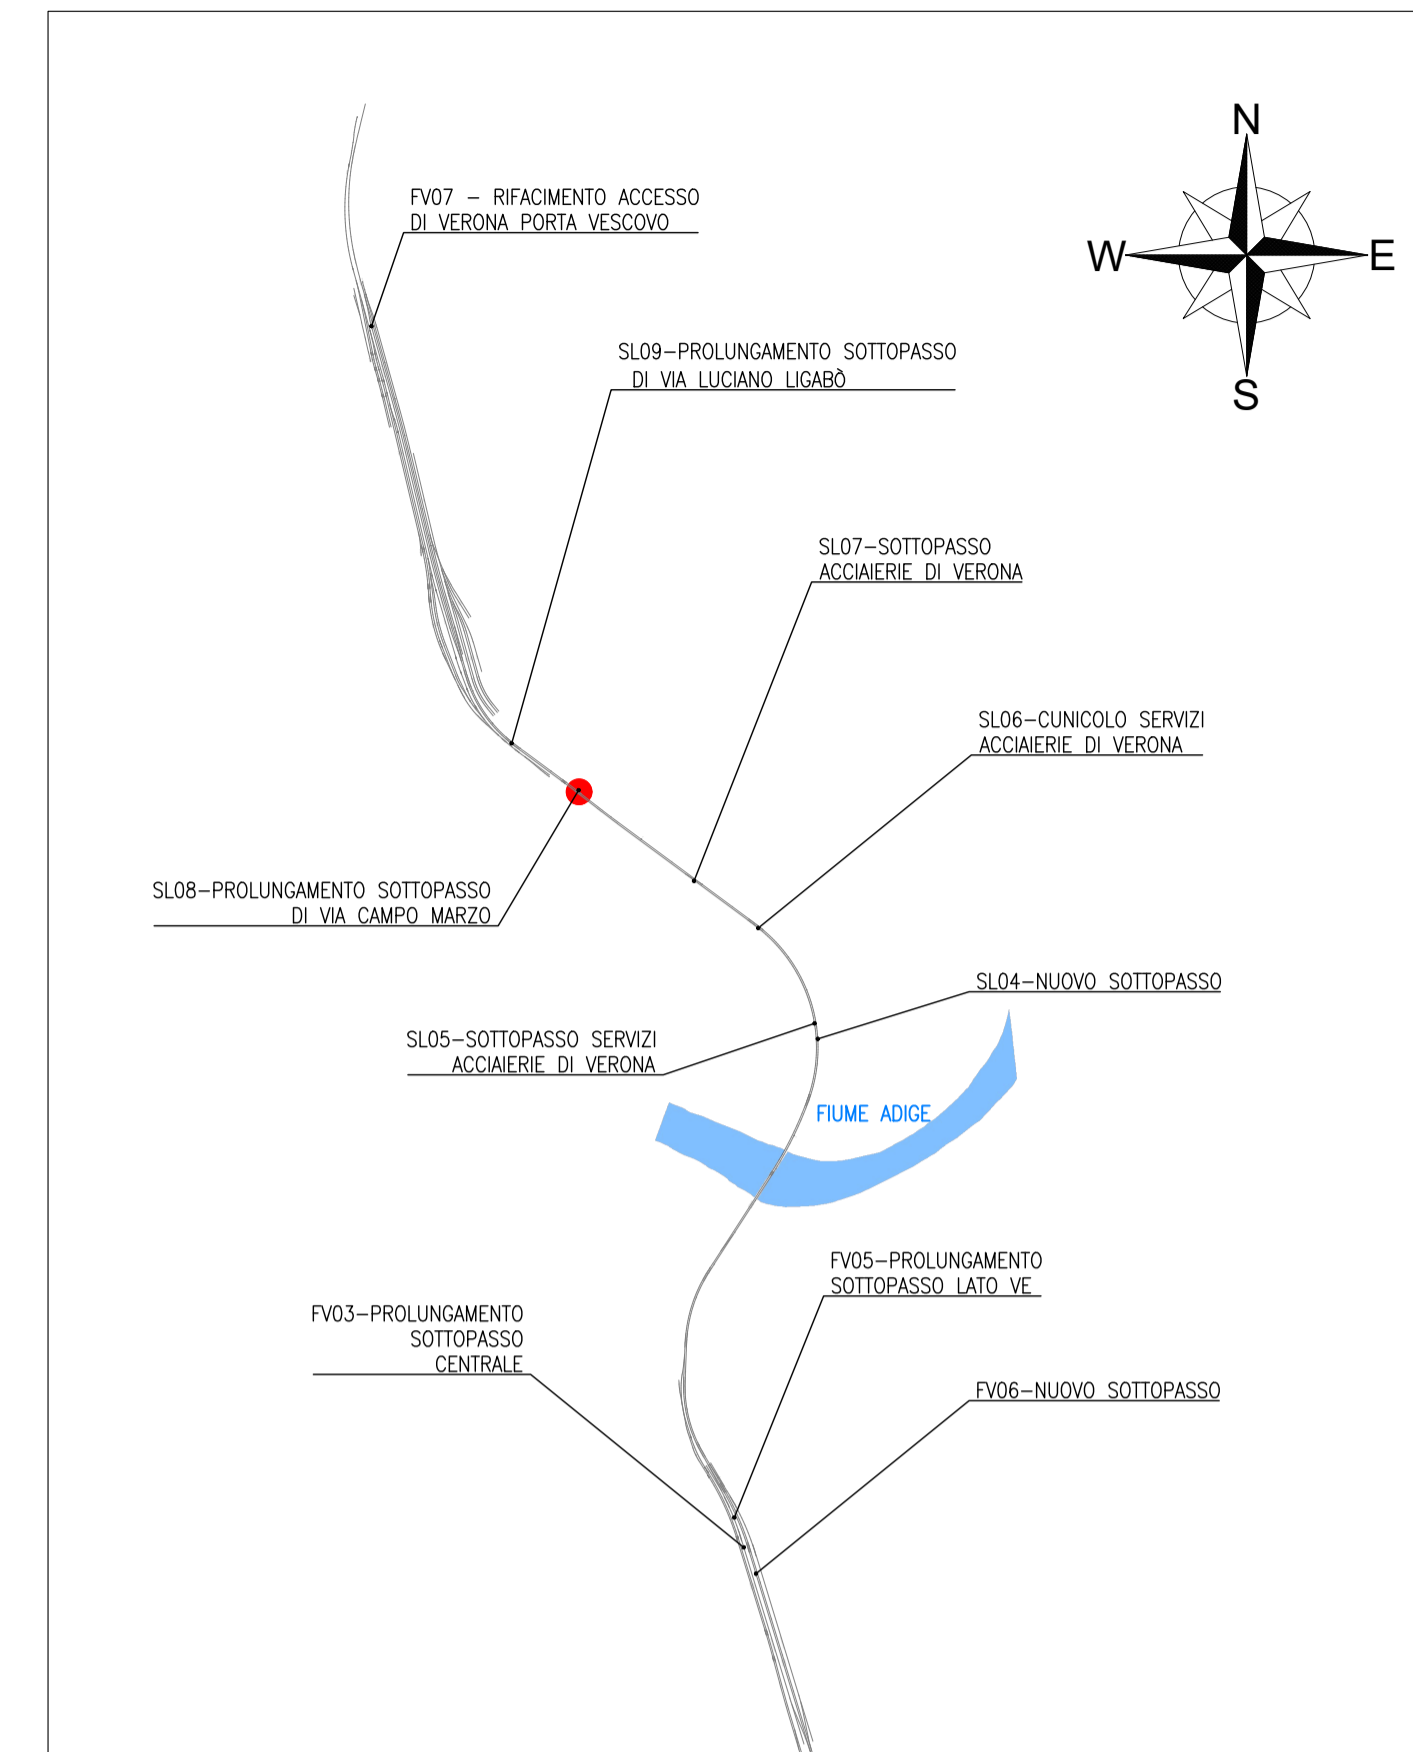 N
FV07 – RIFACIMENTO ACCESSO
DI VERONA PORTA VESCOVO
W
E
SL09–PROLUNGAMENTO SOTTOPASSO
DI VIA LUCIANO LIGABÒ
S
SL07–SOTTOPASSO
ACCIAIERIE DI VERONA
SL06–CUNICOLO SERVIZI
ACCIAIERIE DI VERONA
SL08–PROLUNGAMENTO SOTTOPASSO
DI VIA CAMPO MARZO
SL04–NUOVO SOTTOPASSO
SL05–SOTTOPASSO SERVIZI
ACCIAIERIE DI VERONA
FIUME ADIGE
FV05–PROLUNGAMENTO
SOTTOPASSO LATO VE
FV03–PROLUNGAMENTO
SOTTOPASSO
CENTRALE
FV06–NUOVO SOTTOPASSO